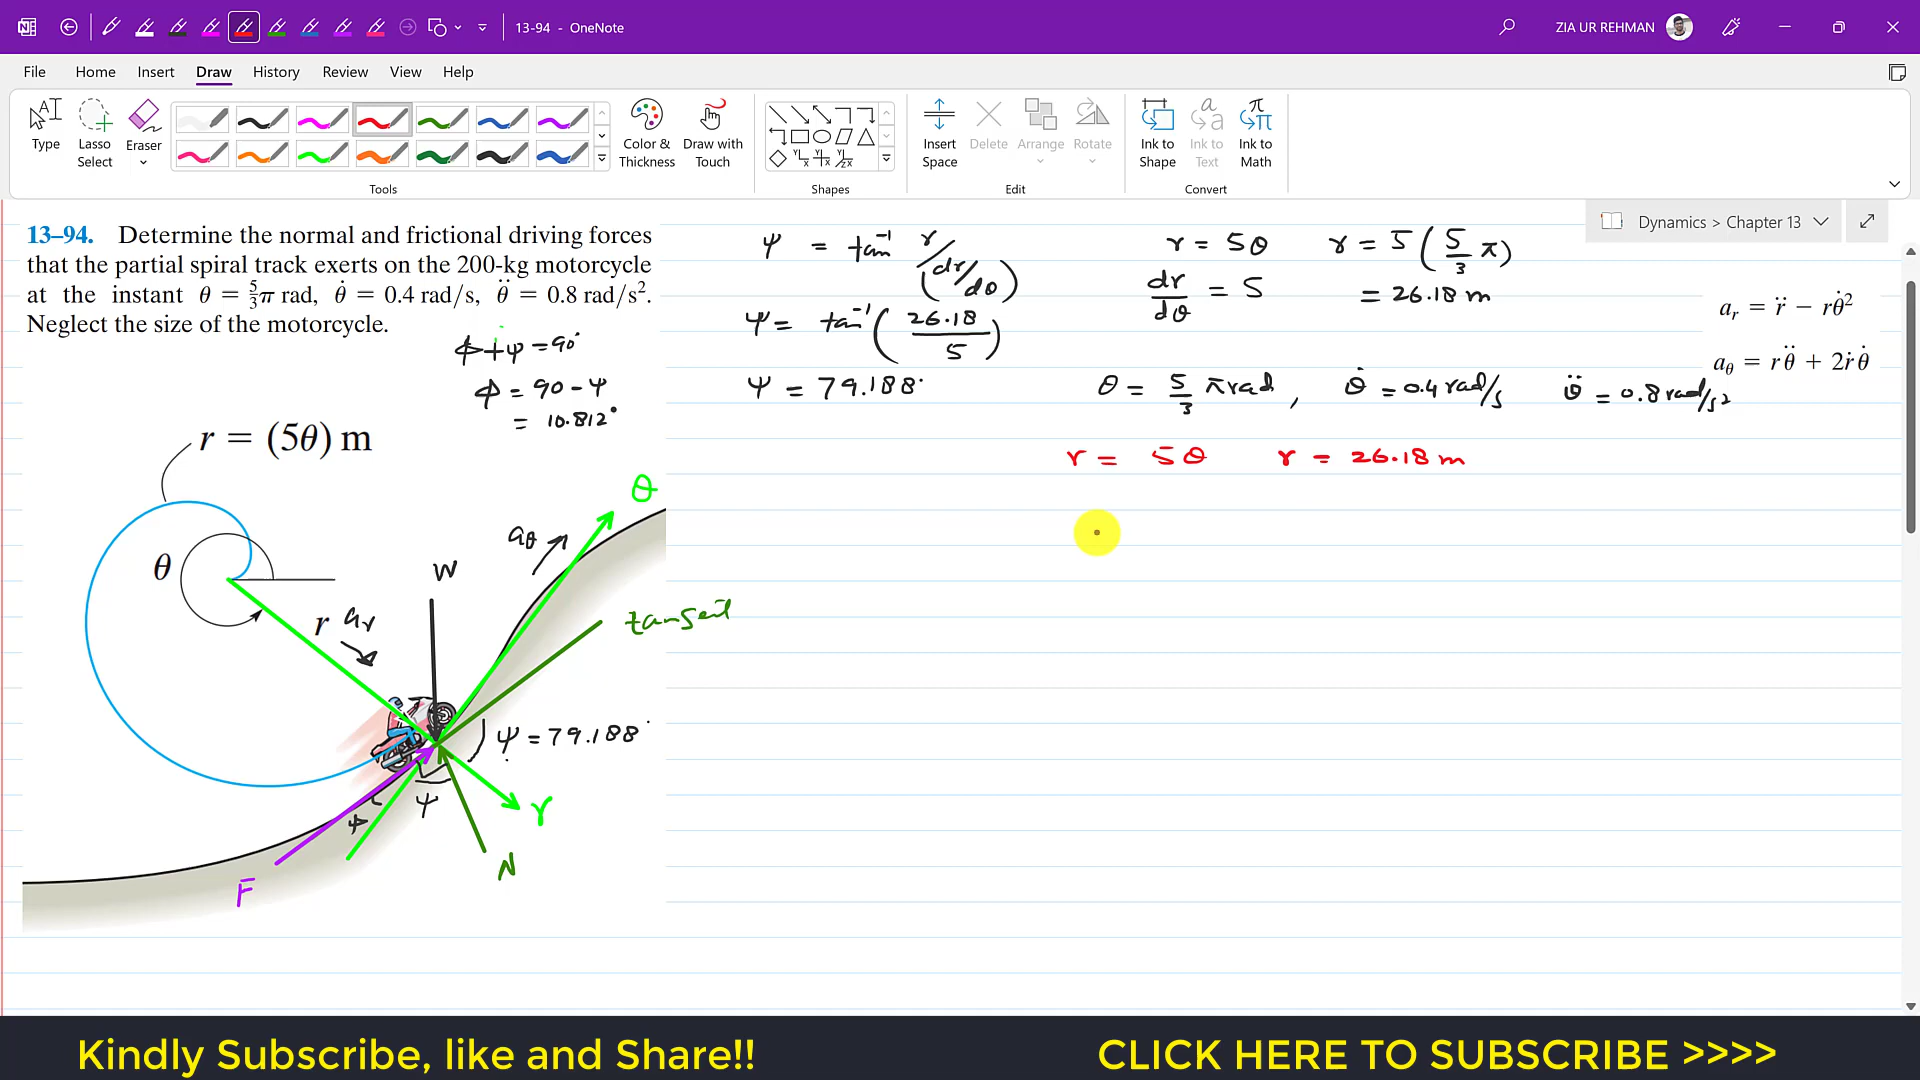 13-94 - OneNote
ZIA UR REHMAN
File Home Insert Draw History Review View Help
Type
Lasso Select
Eraser
Color & Thickness
Draw with Touch
Insert Space
Delete
Arrange
Rotate
Ink to Shape
Ink to Text
Ink to Math
Tools
Shapes
Edit
Convert
Dynamics > Chapter 13
13–94. Determine the normal and frictional driving forces
that the partial spiral track exerts on the 200-kg motorcycle
at the instant θ = 5/3 π rad, θ̇ = 0.4 rad/s, θ̈ = 0.8 rad/s².
Neglect the size of the motorcycle.
ϕ+ψ = 90°
ϕ = 90 - ψ
= 10.812°
r = (5θ) m
θ
r
ar
W
aθ
θ
tangent
ψ = 79.188°
r
ψ
ϕ
N
F
ψ = tan⁻¹ r/(dr/dθ)
ψ = tan⁻¹(26.18/5)
ψ = 79.188°
r = 5θ
dr/dθ = 5
r = 5(5/3 π)
= 26.18 m
ar = r̈ − rθ̇²
aθ = rθ̈ + 2ṙθ̇
θ = 5/3 π rad, θ̇ = 0.4 rad/s θ̈ = 0.8 rad/s²
r = 5θ r = 26.18 m
Kindly Subscribe, like and Share!!
CLICK HERE TO SUBSCRIBE >>>>